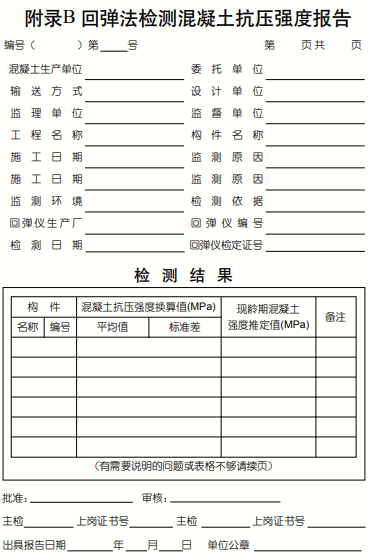 附录B 回弹法检测混凝土抗压强度报告
编号（ ）第 号 第 页 共 页
混凝土生产单位 委托单位
输送方式 设计单位
监理单位 监督单位
工程名称 构件名称
施工日期 监测原因
施工日期 监测原因
监测环境 检测依据
回弹仪生产厂 回弹仪编号
检测日期 回弹仪检定证号
检测结果
构件 混凝土抗压强度换算值(MPa) 现龄期混凝土强度推定值(MPa) 备注
名称 编号 平均值 标准差
（有需要说明的问题或表格不够请续页）
批准： 审核：
主检 上岗证书号 主检 上岗证书号
出具报告日期 年 月 日 单位公章